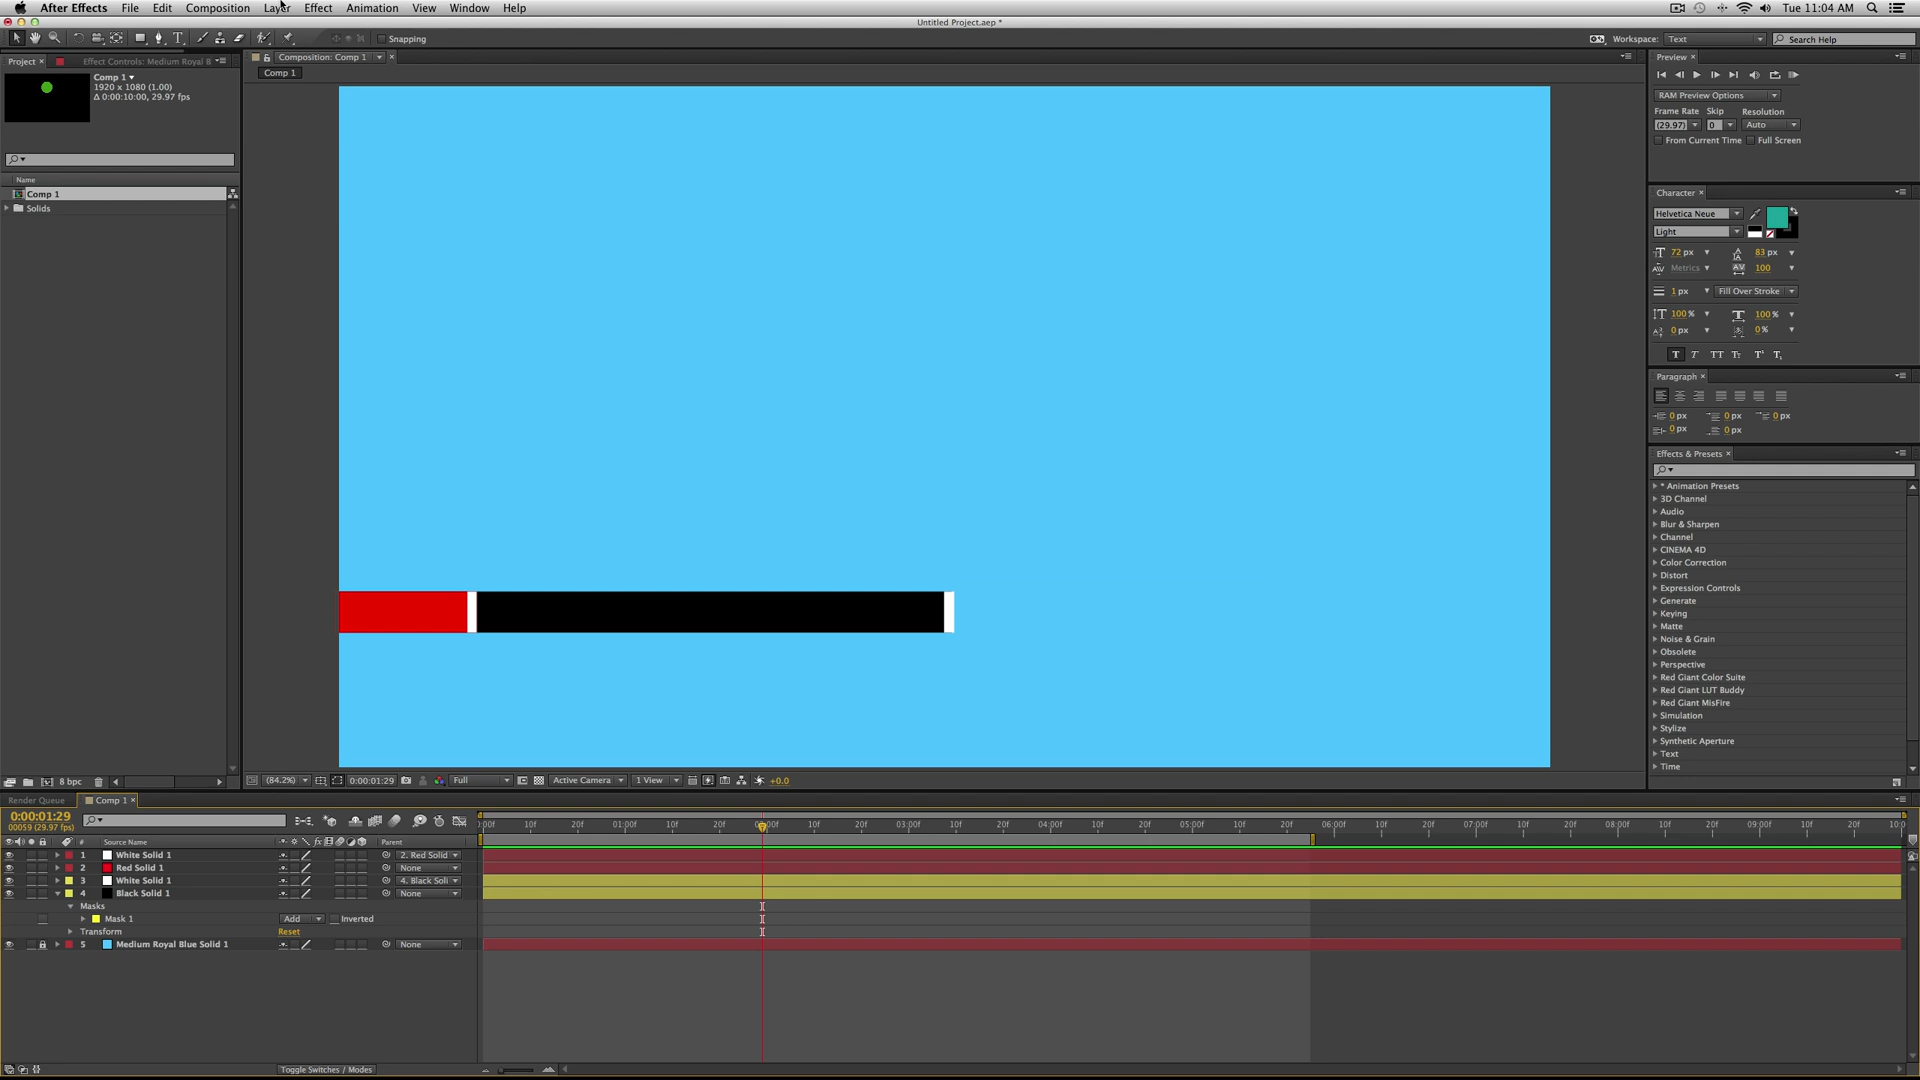 After Effects File Edit Composition Layer Effect Animation View Window Help Tue 11:04 AM
Untitled Project.aep *
Snapping Workspace: Text Search Help
Project × Effect Controls: Medium Royal B
Composition: Comp 1
Comp 1
Comp 1
1920 x 1080 (1.00)
Δ 0:00:10:00, 29.97 fps
Name
Comp 1
Solids
8 bpc
(84.2%) 0:00:01:29 Full Active Camera 1 View +0.0
Preview ×
RAM Preview Options
Frame Rate Skip Resolution
(29.97) 0 Auto
From Current Time Full Screen
Character ×
Helvetica Neue
Light
72 px 83 px
Metrics 100
1 px Fill Over Stroke
100 % 100 %
0 px 0 %
T T TT Tr T¹ T₁
Paragraph ×
0 px 0 px 0 px
0 px 0 px
Effects & Presets ×
* Animation Presets
3D Channel
Audio
Blur & Sharpen
Channel
CINEMA 4D
Color Correction
Distort
Expression Controls
Generate
Keying
Matte
Noise & Grain
Obsolete
Perspective
Red Giant Color Suite
Red Giant LUT Buddy
Red Giant MisFire
Simulation
Stylize
Synthetic Aperture
Text
Time
Render Queue Comp 1 ×
0:00:01:29
00059 (29.97 fps)
:00f 10f 20f 01:00f 10f 20f 02:00f 10f 20f 03:00f 10f 20f 04:00f 10f 20f 05:00f 10f 20f 06:00f 10f 20f 07:00f 10f 20f 08:00f 10f 20f 09:00f 10f 20f 10:0
# Source Name fx Parent
1 White Solid 1 2. Red Solid
2 Red Solid 1 None
3 White Solid 1 4. Black Soli
4 Black Solid 1 None
Masks
Mask 1 Add Inverted
Transform Reset
5 Medium Royal Blue Solid 1 None
Toggle Switches / Modes